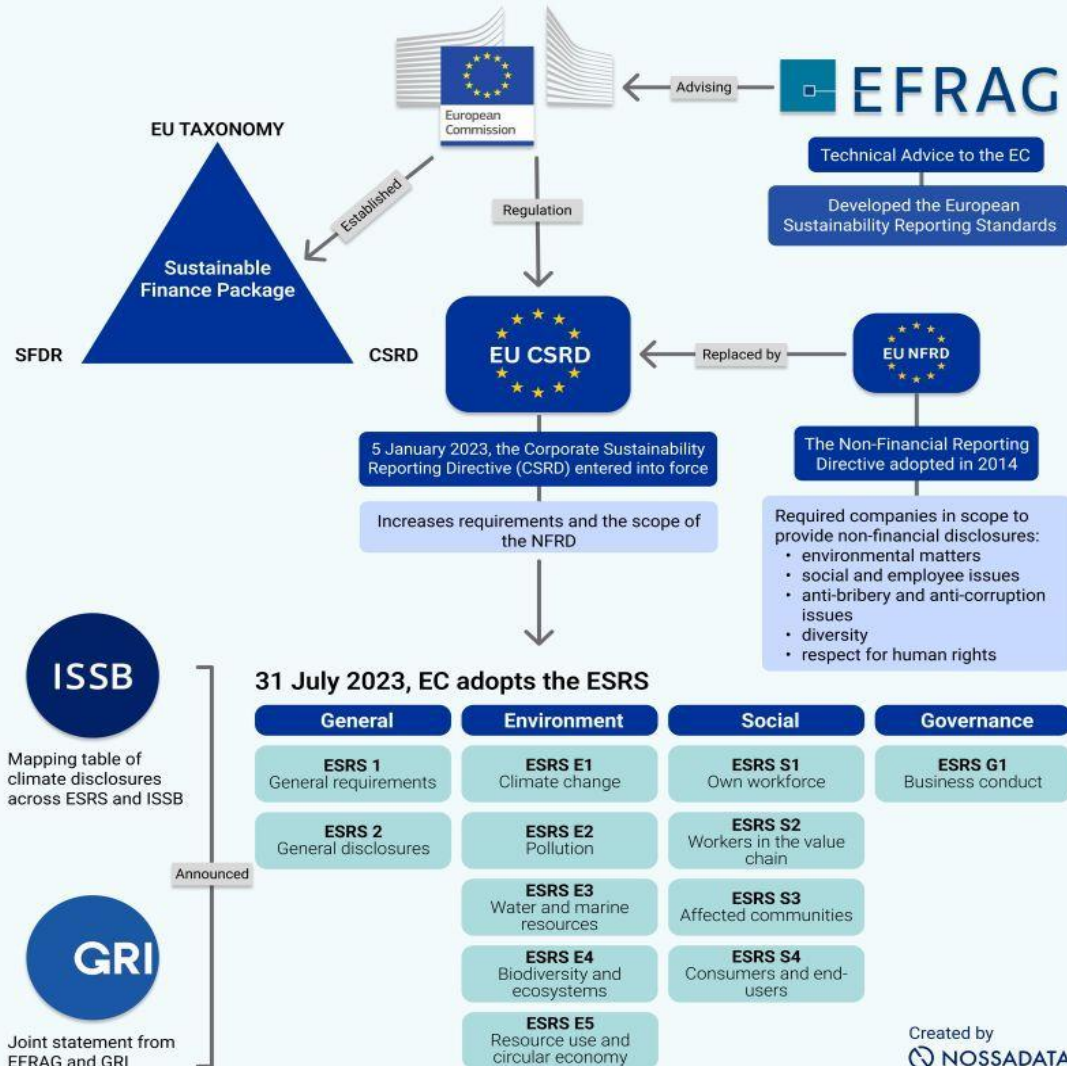 European
Commission
Advising
EFRAG
Technical Advice to the EC
Developed the European
Sustainability Reporting Standards
EU TAXONOMY
Established
Regulation
Sustainable
Finance Package
SFDR
CSRD
EU CSRD
Replaced by
EU NFRD
5 January 2023, the Corporate Sustainability
Reporting Directive (CSRD) entered into force
Increases requirements and the scope of
the NFRD
The Non-Financial Reporting
Directive adopted in 2014
Required companies in scope to
provide non-financial disclosures:
• environmental matters
• social and employee issues
• anti-bribery and anti-corruption
issues
• diversity
• respect for human rights
ISSB
Mapping table of
climate disclosures
across ESRS and ISSB
Announced
GRI
Joint statement from
EFRAG and GRI
31 July 2023, EC adopts the ESRS
General
ESRS 1
General requirements
ESRS 2
General disclosures
Environment
ESRS E1
Climate change
ESRS E2
Pollution
ESRS E3
Water and marine
resources
ESRS E4
Biodiversity and
ecosystems
ESRS E5
Resource use and
circular economy
Social
ESRS S1
Own workforce
ESRS S2
Workers in the value
chain
ESRS S3
Affected communities
ESRS S4
Consumers and end-
users
Governance
ESRS G1
Business conduct
Created by
NOSSADATA